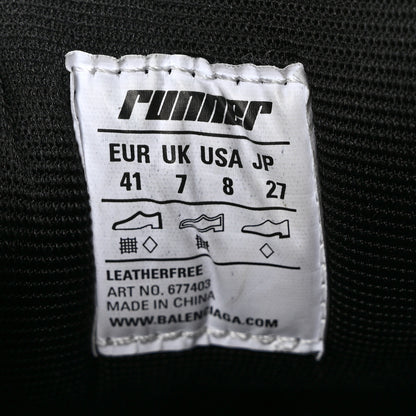 runner
EUR UK USA JP
41 7 8 27
LEATHERFREE
ART NO. 677403
MADE IN CHINA
WWW.BALENCIAGA.COM